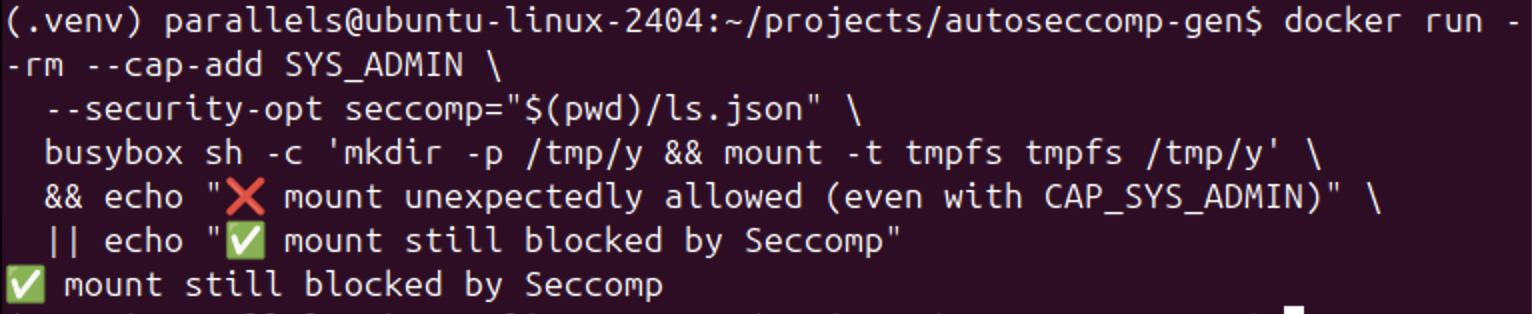 (.venv) parallels@ubuntu-linux-2404:~/projects/autoseccomp-gen$ docker run -
-rm --cap-add SYS_ADMIN \
  --security-opt seccomp="$(pwd)/ls.json" \
  busybox sh -c 'mkdir -p /tmp/y && mount -t tmpfs tmpfs /tmp/y' \
  && echo "❌ mount unexpectedly allowed (even with CAP_SYS_ADMIN)" \
  || echo "✅ mount still blocked by Seccomp"
✅ mount still blocked by Seccomp